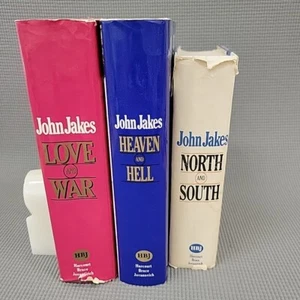 John Jakes
LOVE
AND
WAR
HBJ
Harcourt
Brace
Jovanovich
John Jakes
HEAVEN
AND
HELL
HBJ
Harcourt
Brace
Jovanovich
John Jakes
NORTH
AND
SOUTH
HBJ
Harcourt
Brace
Jovanovich